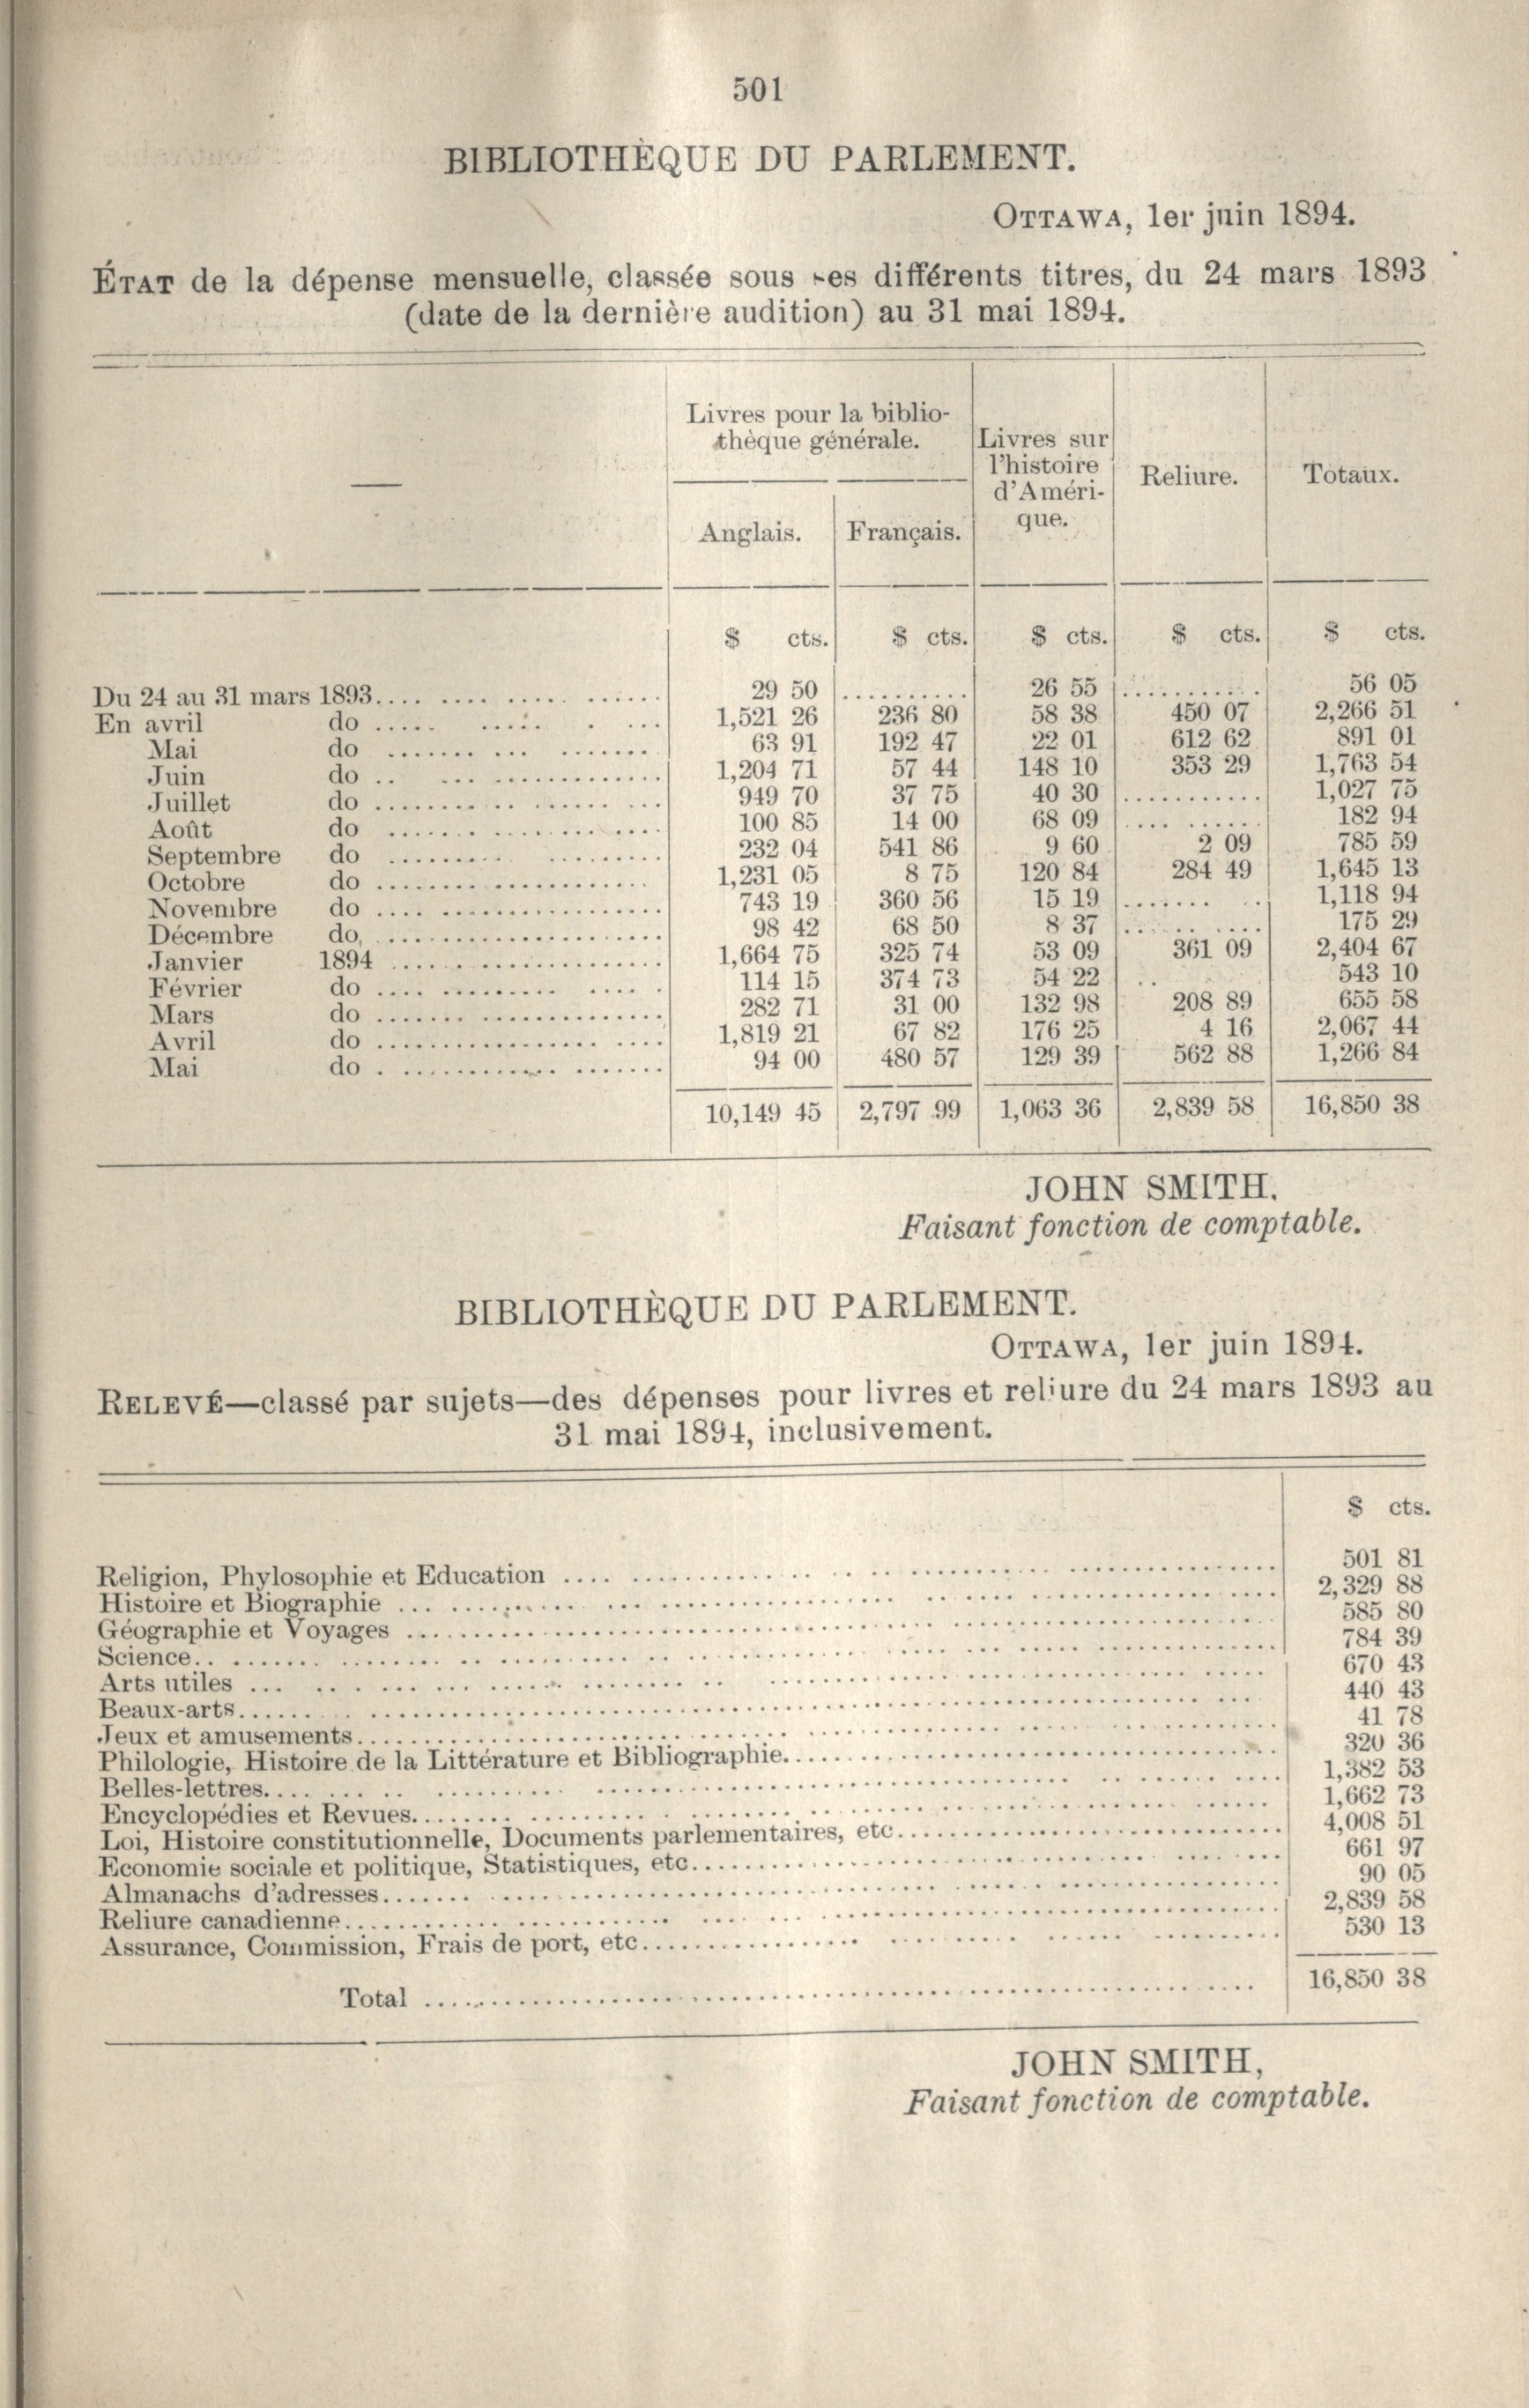 501
BIBLIOTHÈQUE DU PARLEMENT.
OTTAWA, 1er juin 1894.
ÉTAT de la dépense mensuelle, classée sous ses différents titres, du 24 mars 1893
(date de la dernière audition) au 31 mai 1894.
Livres pour la biblio-
thèque générale.
Anglais. Français.
Livres sur
l'histoire
d'Améri-
que.
Reliure.
Totaux.
$ cts. $ cts. $ cts. $ cts. $ cts.
Du 24 au 31 mars 1893.... 29 50 .......... 26 55 .......... 56 05
En avril do ..... 1,521 26 236 80 58 38 450 07 2,266 51
Mai do ..... 63 91 192 47 22 01 612 62 891 01
Juin do ..... 1,204 71 57 44 148 10 353 29 1,763 54
Juillet do ..... 949 70 37 75 40 30 .......... 1,027 75
Août do ..... 100 85 14 00 68 09 .......... 182 94
Septembre do ..... 232 04 541 86 9 60 2 09 785 59
Octobre do ..... 1,231 05 8 75 120 84 284 49 1,645 13
Novembre do ..... 743 19 360 56 15 19 .......... 1,118 94
Décembre do, ..... 98 42 68 50 8 37 .......... 175 29
Janvier 1894 ..... 1,664 75 325 74 53 09 361 09 2,404 67
Février do ..... 114 15 374 73 54 22 .. 543 10
Mars do ..... 282 71 31 00 132 98 208 89 655 58
Avril do ..... 1,819 21 67 82 176 25 4 16 2,067 44
Mai do ..... 94 00 480 57 129 39 562 88 1,266 84
10,149 45 2,797 99 1,063 36 2,839 58 16,850 38
JOHN SMITH.
Faisant fonction de comptable.
BIBLIOTHÈQUE DU PARLEMENT.
OTTAWA, 1er juin 1894.
RELEVÉ—classé par sujets—des dépenses pour livres et reliure du 24 mars 1893 au
31 mai 1894, inclusivement.
$ cts.
Religion, Phylosophie et Education .... 501 81
Histoire et Biographie .... 2,329 88
Géographie et Voyages .... 585 80
Science.... 784 39
Arts utiles .... 670 43
Beaux-arts.... 440 43
Jeux et amusements.... 41 78
Philologie, Histoire de la Littérature et Bibliographie.... 320 36
Belles-lettres.... 1,382 53
Encyclopédies et Revues.... 1,662 73
Loi, Histoire constitutionnelle, Documents parlementaires, etc.... 4,008 51
Economie sociale et politique, Statistiques, etc.... 661 97
Almanachs d'adresses.... 90 05
Reliure canadienne.... 2,839 58
Assurance, Commission, Frais de port, etc.... 530 13
Total .... 16,850 38
JOHN SMITH,
Faisant fonction de comptable.